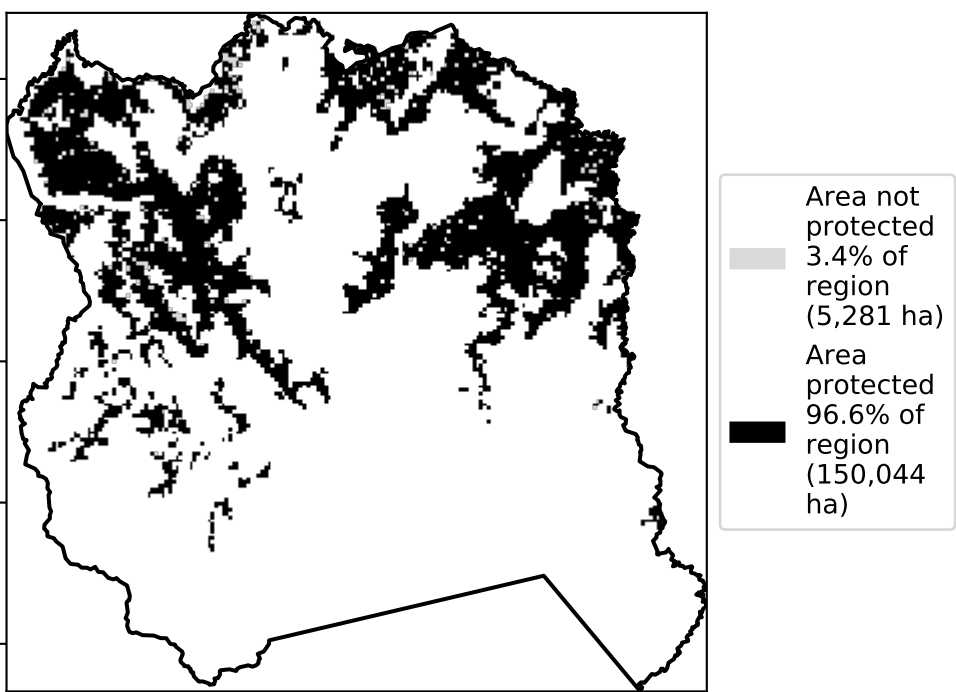 Area not
protected
3.4% of
region
(5,281 ha)
Area
protected
96.6% of
region
(150,044
ha)